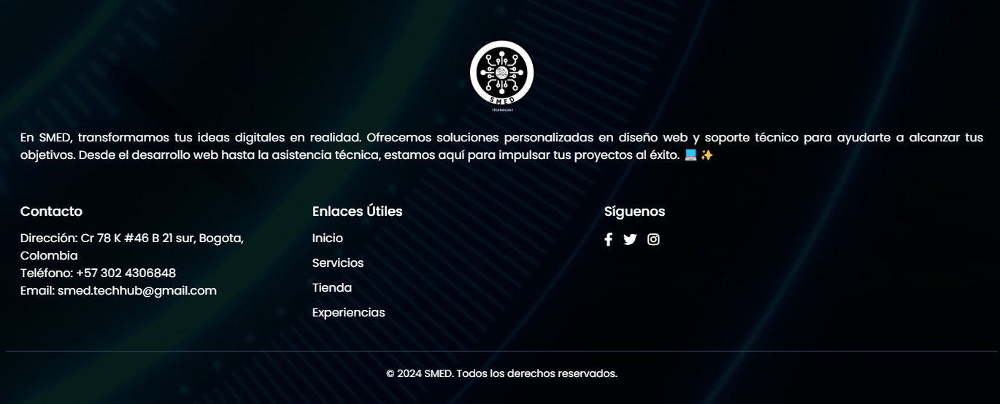 SMED
TECHNOLOGY
En SMED, transformamos tus ideas digitales en realidad. Ofrecemos soluciones personalizadas en diseño web y soporte técnico para ayudarte a alcanzar tus
objetivos. Desde el desarrollo web hasta la asistencia técnica, estamos aquí para impulsar tus proyectos al éxito. 💻✨
Contacto
Dirección: Cr 78 K #46 B 21 sur, Bogota,
Colombia
Teléfono: +57 302 4306848
Email: smed.techhub@gmail.com
Enlaces Útiles
Inicio
Servicios
Tienda
Experiencias
Síguenos
© 2024 SMED. Todos los derechos reservados.